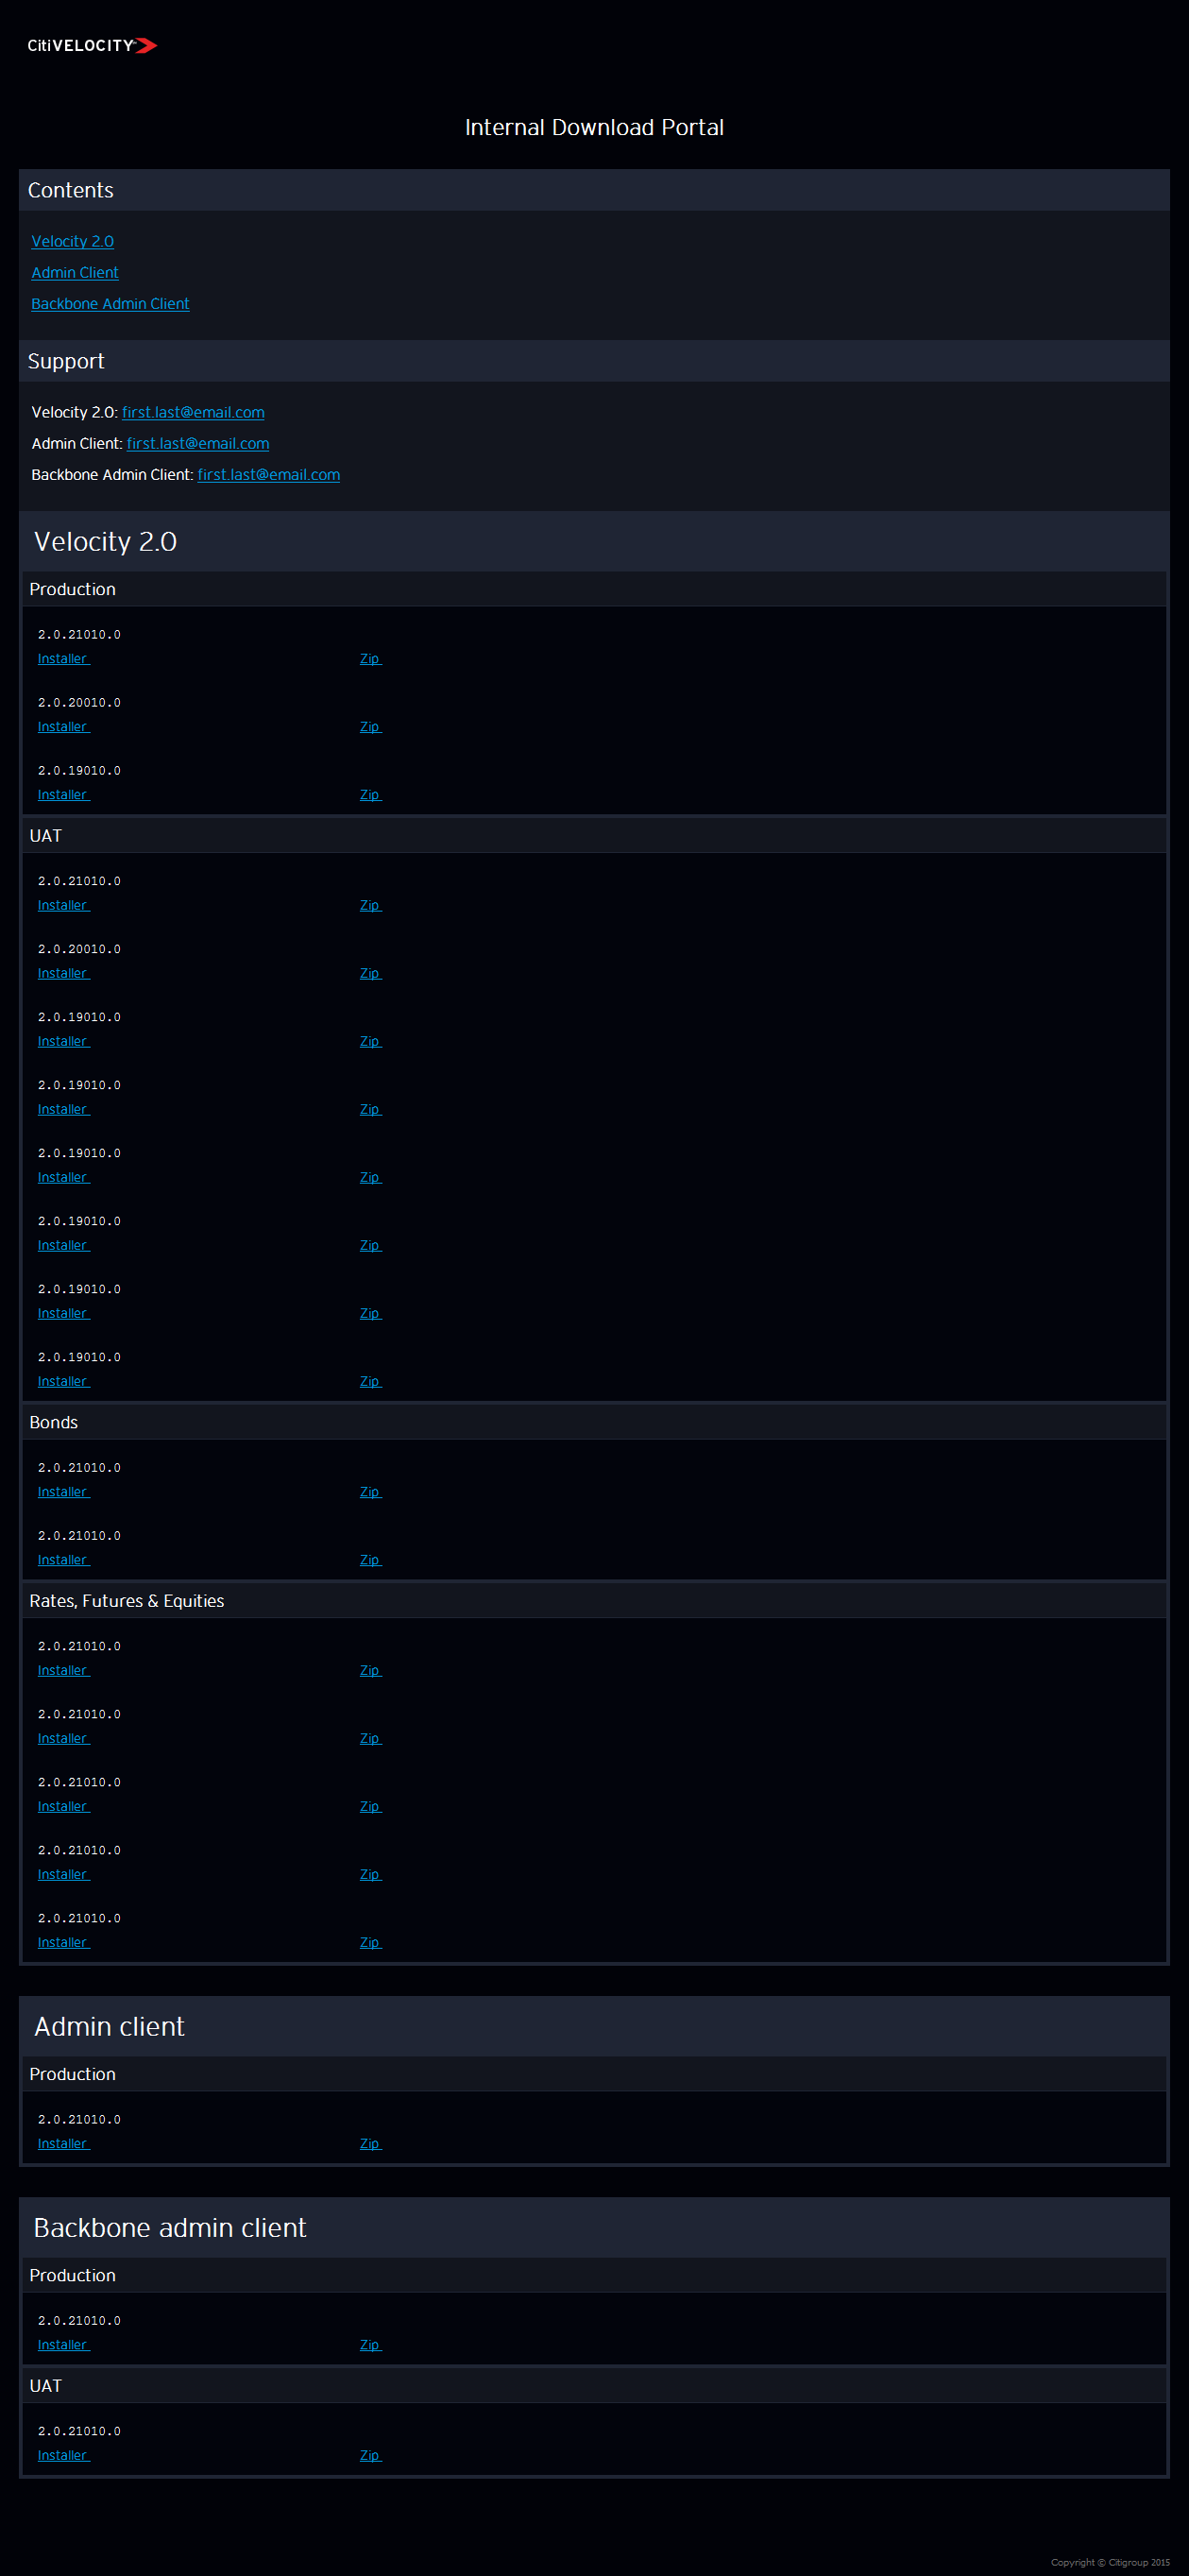 CitiVELOCITY™
Internal Download Portal
Contents
Velocity 2.0
Admin Client
Backbone Admin Client
Support
Velocity 2.0: first.last@email.com
Admin Client: first.last@email.com
Backbone Admin Client: first.last@email.com
Velocity 2.0
Production
2.0.21010.0
Installer Zip
2.0.20010.0
Installer Zip
2.0.19010.0
Installer Zip
UAT
2.0.21010.0
Installer Zip
2.0.20010.0
Installer Zip
2.0.19010.0
Installer Zip
2.0.19010.0
Installer Zip
2.0.19010.0
Installer Zip
2.0.19010.0
Installer Zip
2.0.19010.0
Installer Zip
2.0.19010.0
Installer Zip
Bonds
2.0.21010.0
Installer Zip
2.0.21010.0
Installer Zip
Rates, Futures & Equities
2.0.21010.0
Installer Zip
2.0.21010.0
Installer Zip
2.0.21010.0
Installer Zip
2.0.21010.0
Installer Zip
2.0.21010.0
Installer Zip
Admin client
Production
2.0.21010.0
Installer Zip
Backbone admin client
Production
2.0.21010.0
Installer Zip
UAT
2.0.21010.0
Installer Zip
Copyright © Citigroup 2015